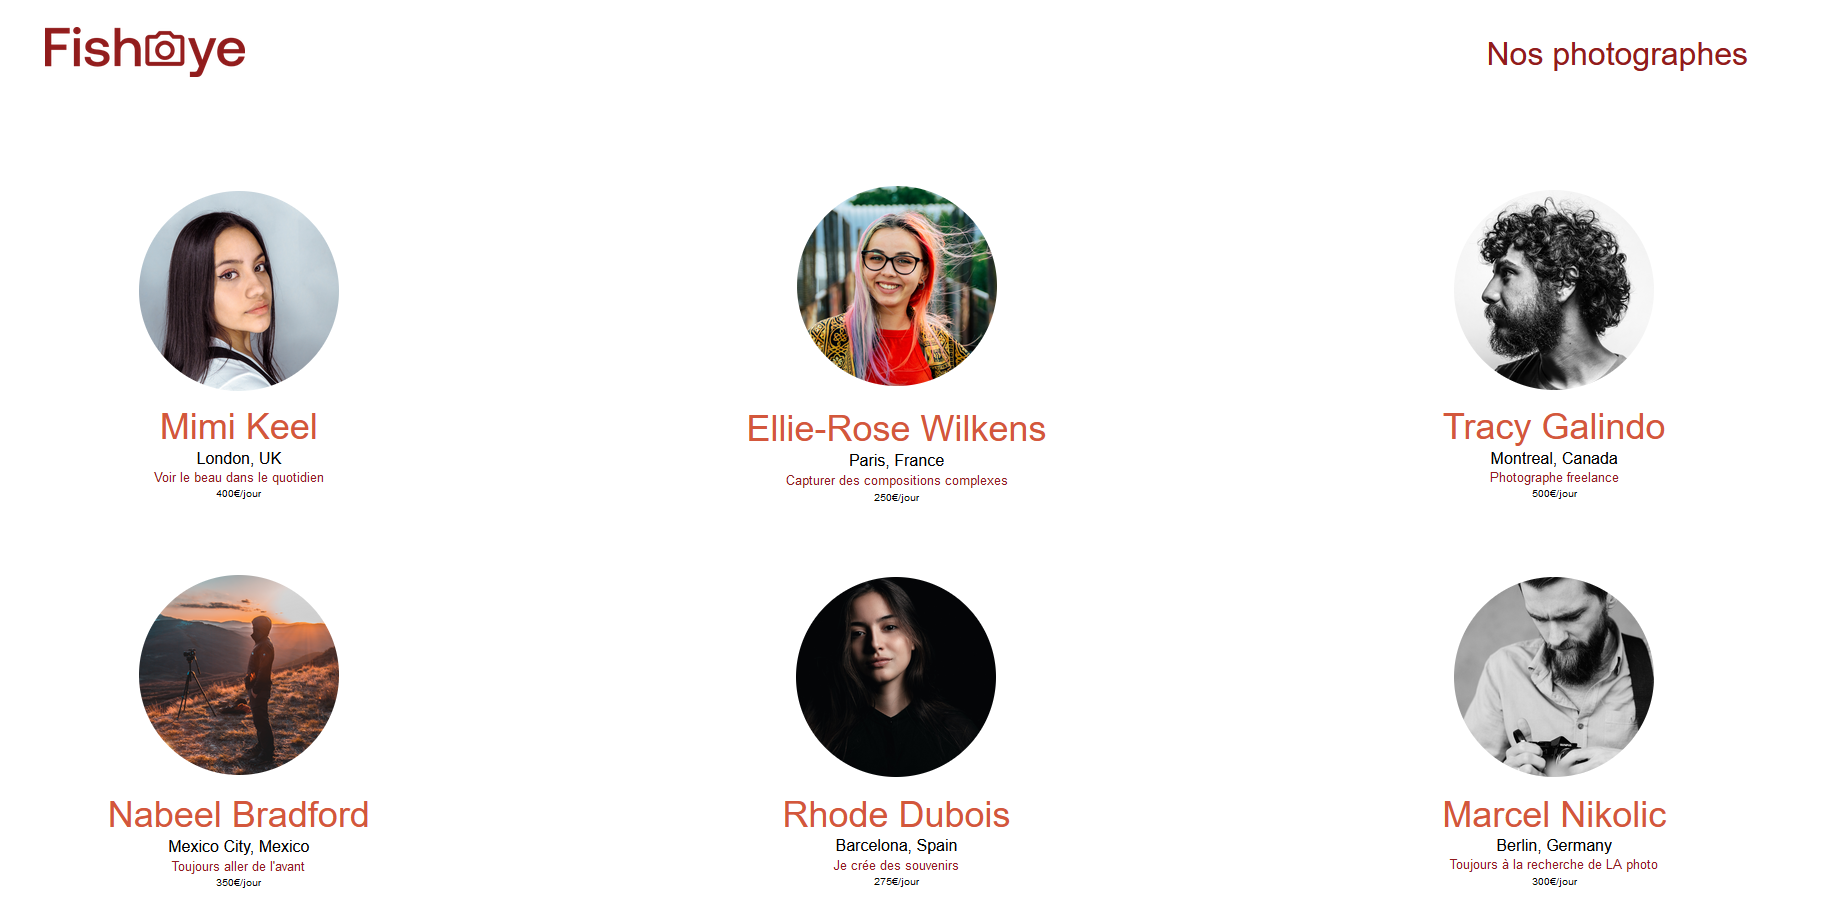 Fisheye
Nos photographes
Mimi Keel
London, UK
Voir le beau dans le quotidien
400€/jour
Ellie-Rose Wilkens
Paris, France
Capturer des compositions complexes
250€/jour
Tracy Galindo
Montreal, Canada
Photographe freelance
500€/jour
Nabeel Bradford
Mexico City, Mexico
Toujours aller de l'avant
350€/jour
Rhode Dubois
Barcelona, Spain
Je crée des souvenirs
275€/jour
Marcel Nikolic
Berlin, Germany
Toujours à la recherche de LA photo
300€/jour